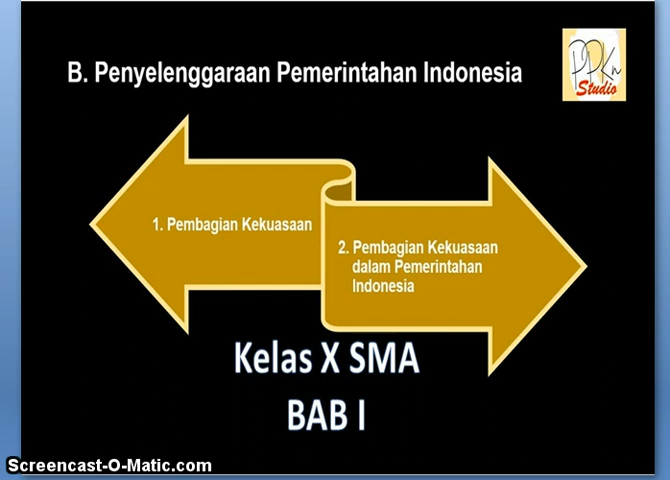 B. Penyelenggaraan Pemerintahan Indonesia
PPKn
Studio
1. Pembagian Kekuasaan
2. Pembagian Kekuasaan
dalam Pemerintahan
Indonesia
Kelas X SMA
BAB I
Screencast-O-Matic.com